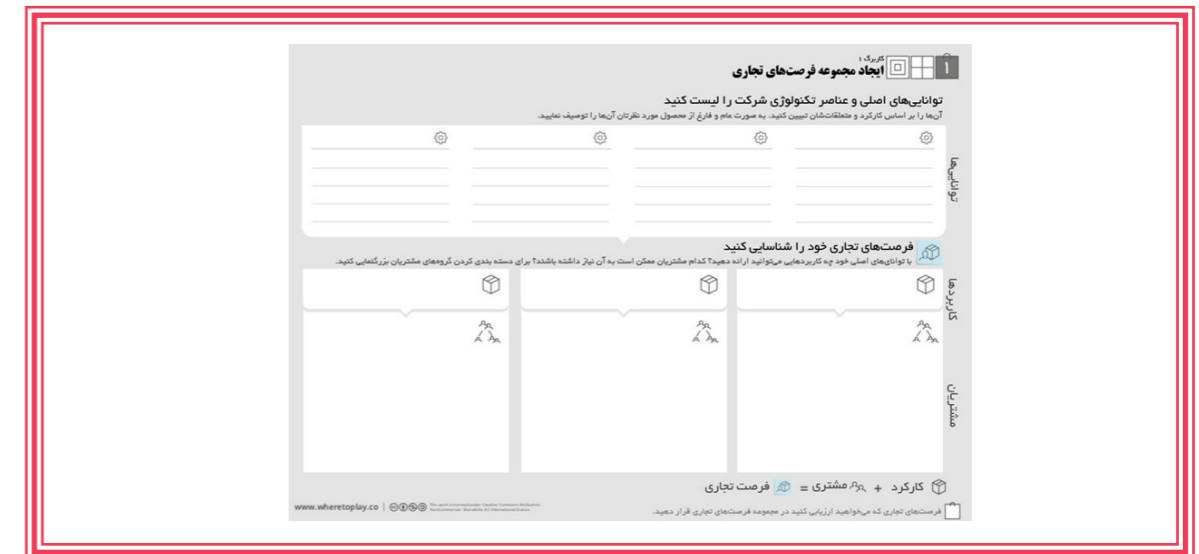 کاربرگ ۱
۱
ایجاد مجموعه فرصت‌های تجاری
توانایی‌های اصلی و عناصر تکنولوژی شرکت را لیست کنید
آن‌ها را بر اساس کارکرد و متعلقات‌شان تبیین کنید. به صورت عام و فارغ از محصول مورد نظرتان آن‌ها را توصیف نمایید.
توانایی‌ها
فرصت‌های تجاری خود را شناسایی کنید
با توانای‌های اصلی خود چه کاربردهایی می‌توانید ارائه دهید؟ کدام مشتریان ممکن است به آن نیاز داشته باشند؟ برای دسته بندی کردن گروه‌های مشتریان بزرگنمایی کنید.
کاربردها
مشتریان
کارکرد + مشتری = فرصت تجاری
فرصت‌های تجاری که می‌خواهید ارزیابی کنید در مجموعه فرصت‌های تجاری قرار دهید.
www.wheretoplay.co |